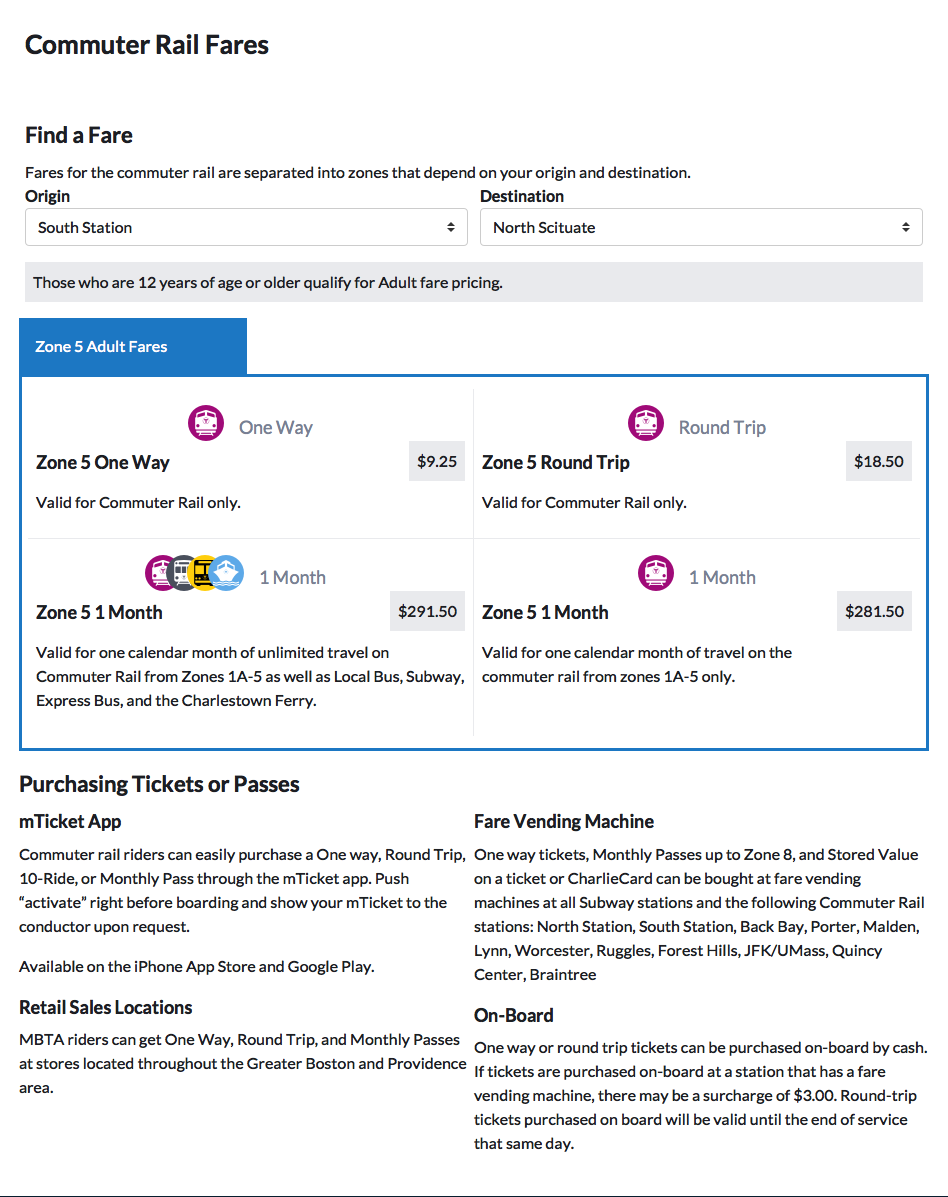 Commuter Rail Fares
Find a Fare
Fares for the commuter rail are separated into zones that depend on your origin and destination.
Origin
South Station
Destination
North Scituate
Those who are 12 years of age or older qualify for Adult fare pricing.
Zone 5 Adult Fares
One Way
Zone 5 One Way
$9.25
Valid for Commuter Rail only.
Round Trip
Zone 5 Round Trip
$18.50
Valid for Commuter Rail only.
1 Month
Zone 5 1 Month
$291.50
Valid for one calendar month of unlimited travel on
Commuter Rail from Zones 1A-5 as well as Local Bus, Subway,
Express Bus, and the Charlestown Ferry.
1 Month
Zone 5 1 Month
$281.50
Valid for one calendar month of travel on the
commuter rail from zones 1A-5 only.
Purchasing Tickets or Passes
mTicket App
Commuter rail riders can easily purchase a One way, Round Trip,
10-Ride, or Monthly Pass through the mTicket app. Push
“activate” right before boarding and show your mTicket to the
conductor upon request.
Available on the iPhone App Store and Google Play.
Retail Sales Locations
MBTA riders can get One Way, Round Trip, and Monthly Passes
at stores located throughout the Greater Boston and Providence
area.
Fare Vending Machine
One way tickets, Monthly Passes up to Zone 8, and Stored Value
on a ticket or CharlieCard can be bought at fare vending
machines at all Subway stations and the following Commuter Rail
stations: North Station, South Station, Back Bay, Porter, Malden,
Lynn, Worcester, Ruggles, Forest Hills, JFK/UMass, Quincy
Center, Braintree
On-Board
One way or round trip tickets can be purchased on-board by cash.
If tickets are purchased on-board at a station that has a fare
vending machine, there may be a surcharge of $3.00. Round-trip
tickets purchased on board will be valid until the end of service
that same day.